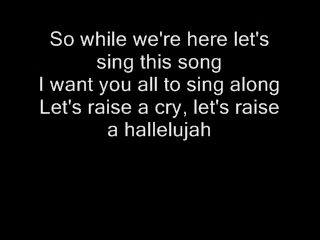 So while we're here let's
sing this song
I want you all to sing along
Let's raise a cry, let's raise
a hallelujah